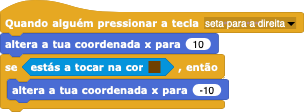 Quando alguém pressionar a tecla seta para a direita
altera a tua coordenada x para 10
se estás a tocar na cor , então
altera a tua coordenada x para -10